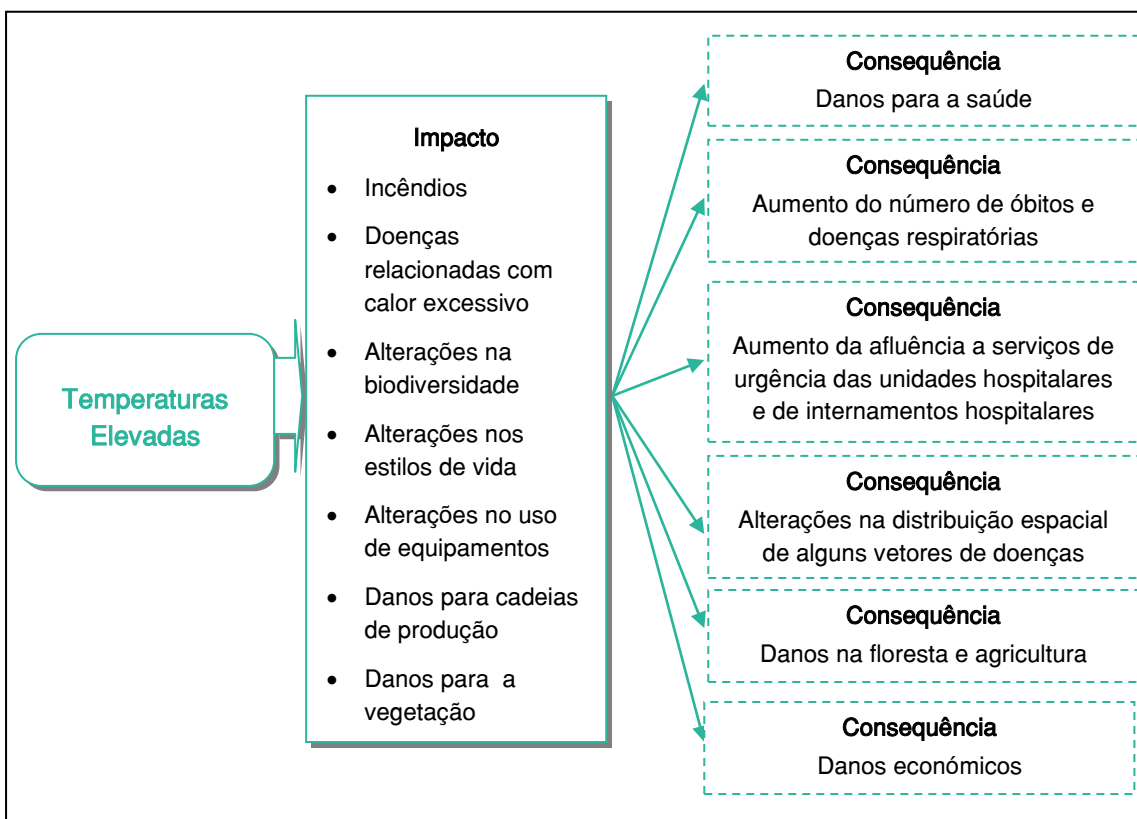 Temperaturas
Elevadas
Impacto
• Incêndios
• Doenças
relacionadas com
calor excessivo
• Alterações na
biodiversidade
• Alterações nos
estilos de vida
• Alterações no uso
de equipamentos
• Danos para cadeias
de produção
• Danos para a
vegetação
Consequência
Danos para a saúde
Consequência
Aumento do número de óbitos e
doenças respiratórias
Consequência
Aumento da afluência a serviços de
urgência das unidades hospitalares
e de internamentos hospitalares
Consequência
Alterações na distribuição espacial
de alguns vetores de doenças
Consequência
Danos na floresta e agricultura
Consequência
Danos económicos